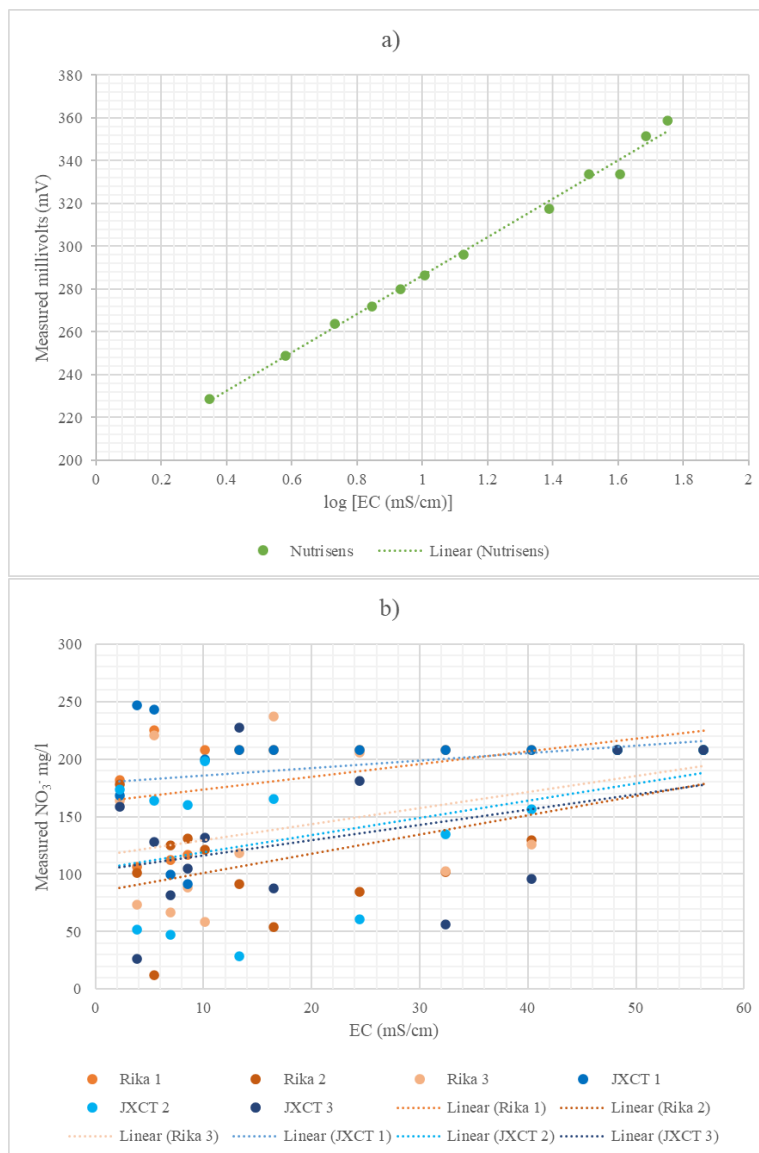 a)
Measured millivolts (mV)
380
360
340
320
300
280
260
240
220
200
0 0.2 0.4 0.6 0.8 1 1.2 1.4 1.6 1.8 2
log [EC (mS/cm)]
Nutrisens Linear (Nutrisens)
b)
Measured NO₃⁻ mg/l
300
250
200
150
100
50
0
0 10 20 30 40 50 60
EC (mS/cm)
Rika 1 Rika 2 Rika 3 JXCT 1
JXCT 2 JXCT 3 Linear (Rika 1) Linear (Rika 2)
Linear (Rika 3) Linear (JXCT 1) Linear (JXCT 2) Linear (JXCT 3)